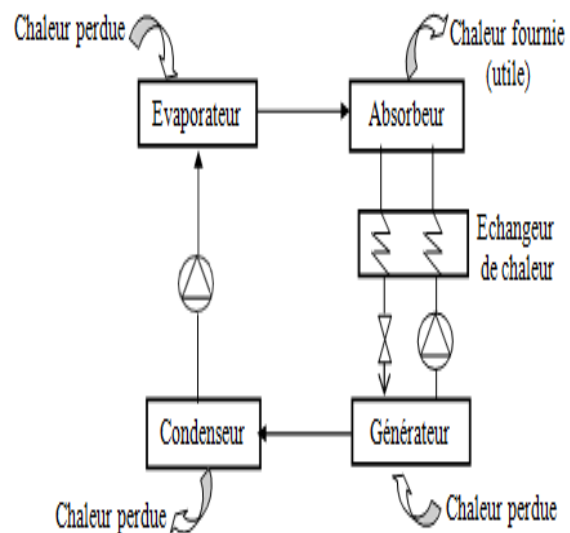 Chaleur perdue
Chaleur fournie
(utile)
Evaporateur
Absorbeur
Echangeur
de chaleur
Condenseur
Générateur
Chaleur perdue
Chaleur perdue